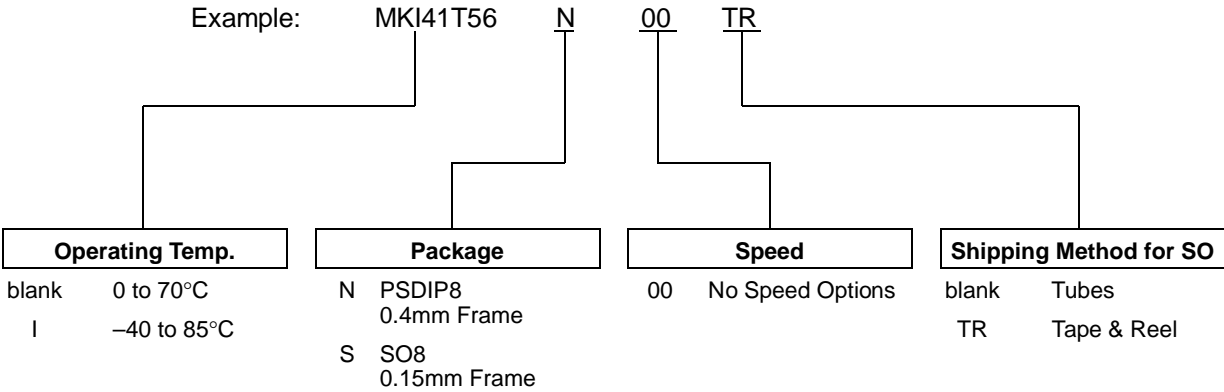 Example: MKI41T56 N 00 TR
Operating Temp. Package Speed Shipping Method for SO
blank 0 to 70°C N PSDIP8 00 No Speed Options blank Tubes
0.4mm Frame
I –40 to 85°C TR Tape & Reel
S SO8
0.15mm Frame